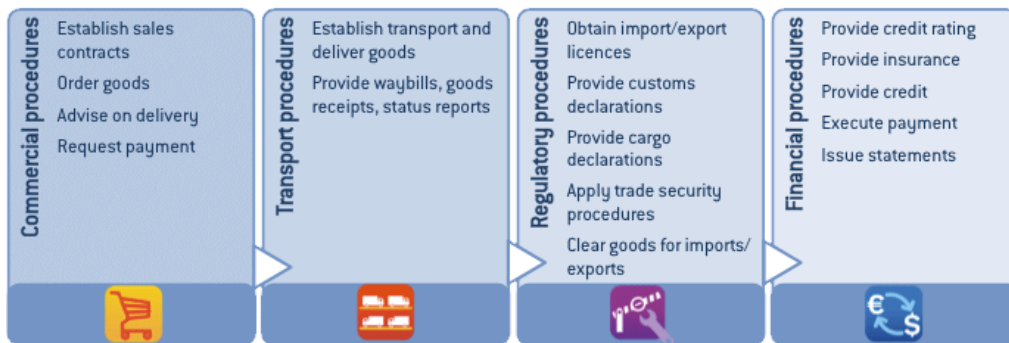 Commercial procedures
Establish sales
contracts
Order goods
Advise on delivery
Request payment
Transport procedures
Establish transport and
deliver goods
Provide waybills, goods
receipts, status reports
Regulatory procedures
Obtain import/export
licences
Provide customs
declarations
Provide cargo
declarations
Apply trade security
procedures
Clear goods for imports/
exports
Financial procedures
Provide credit rating
Provide insurance
Provide credit
Execute payment
Issue statements
€
$